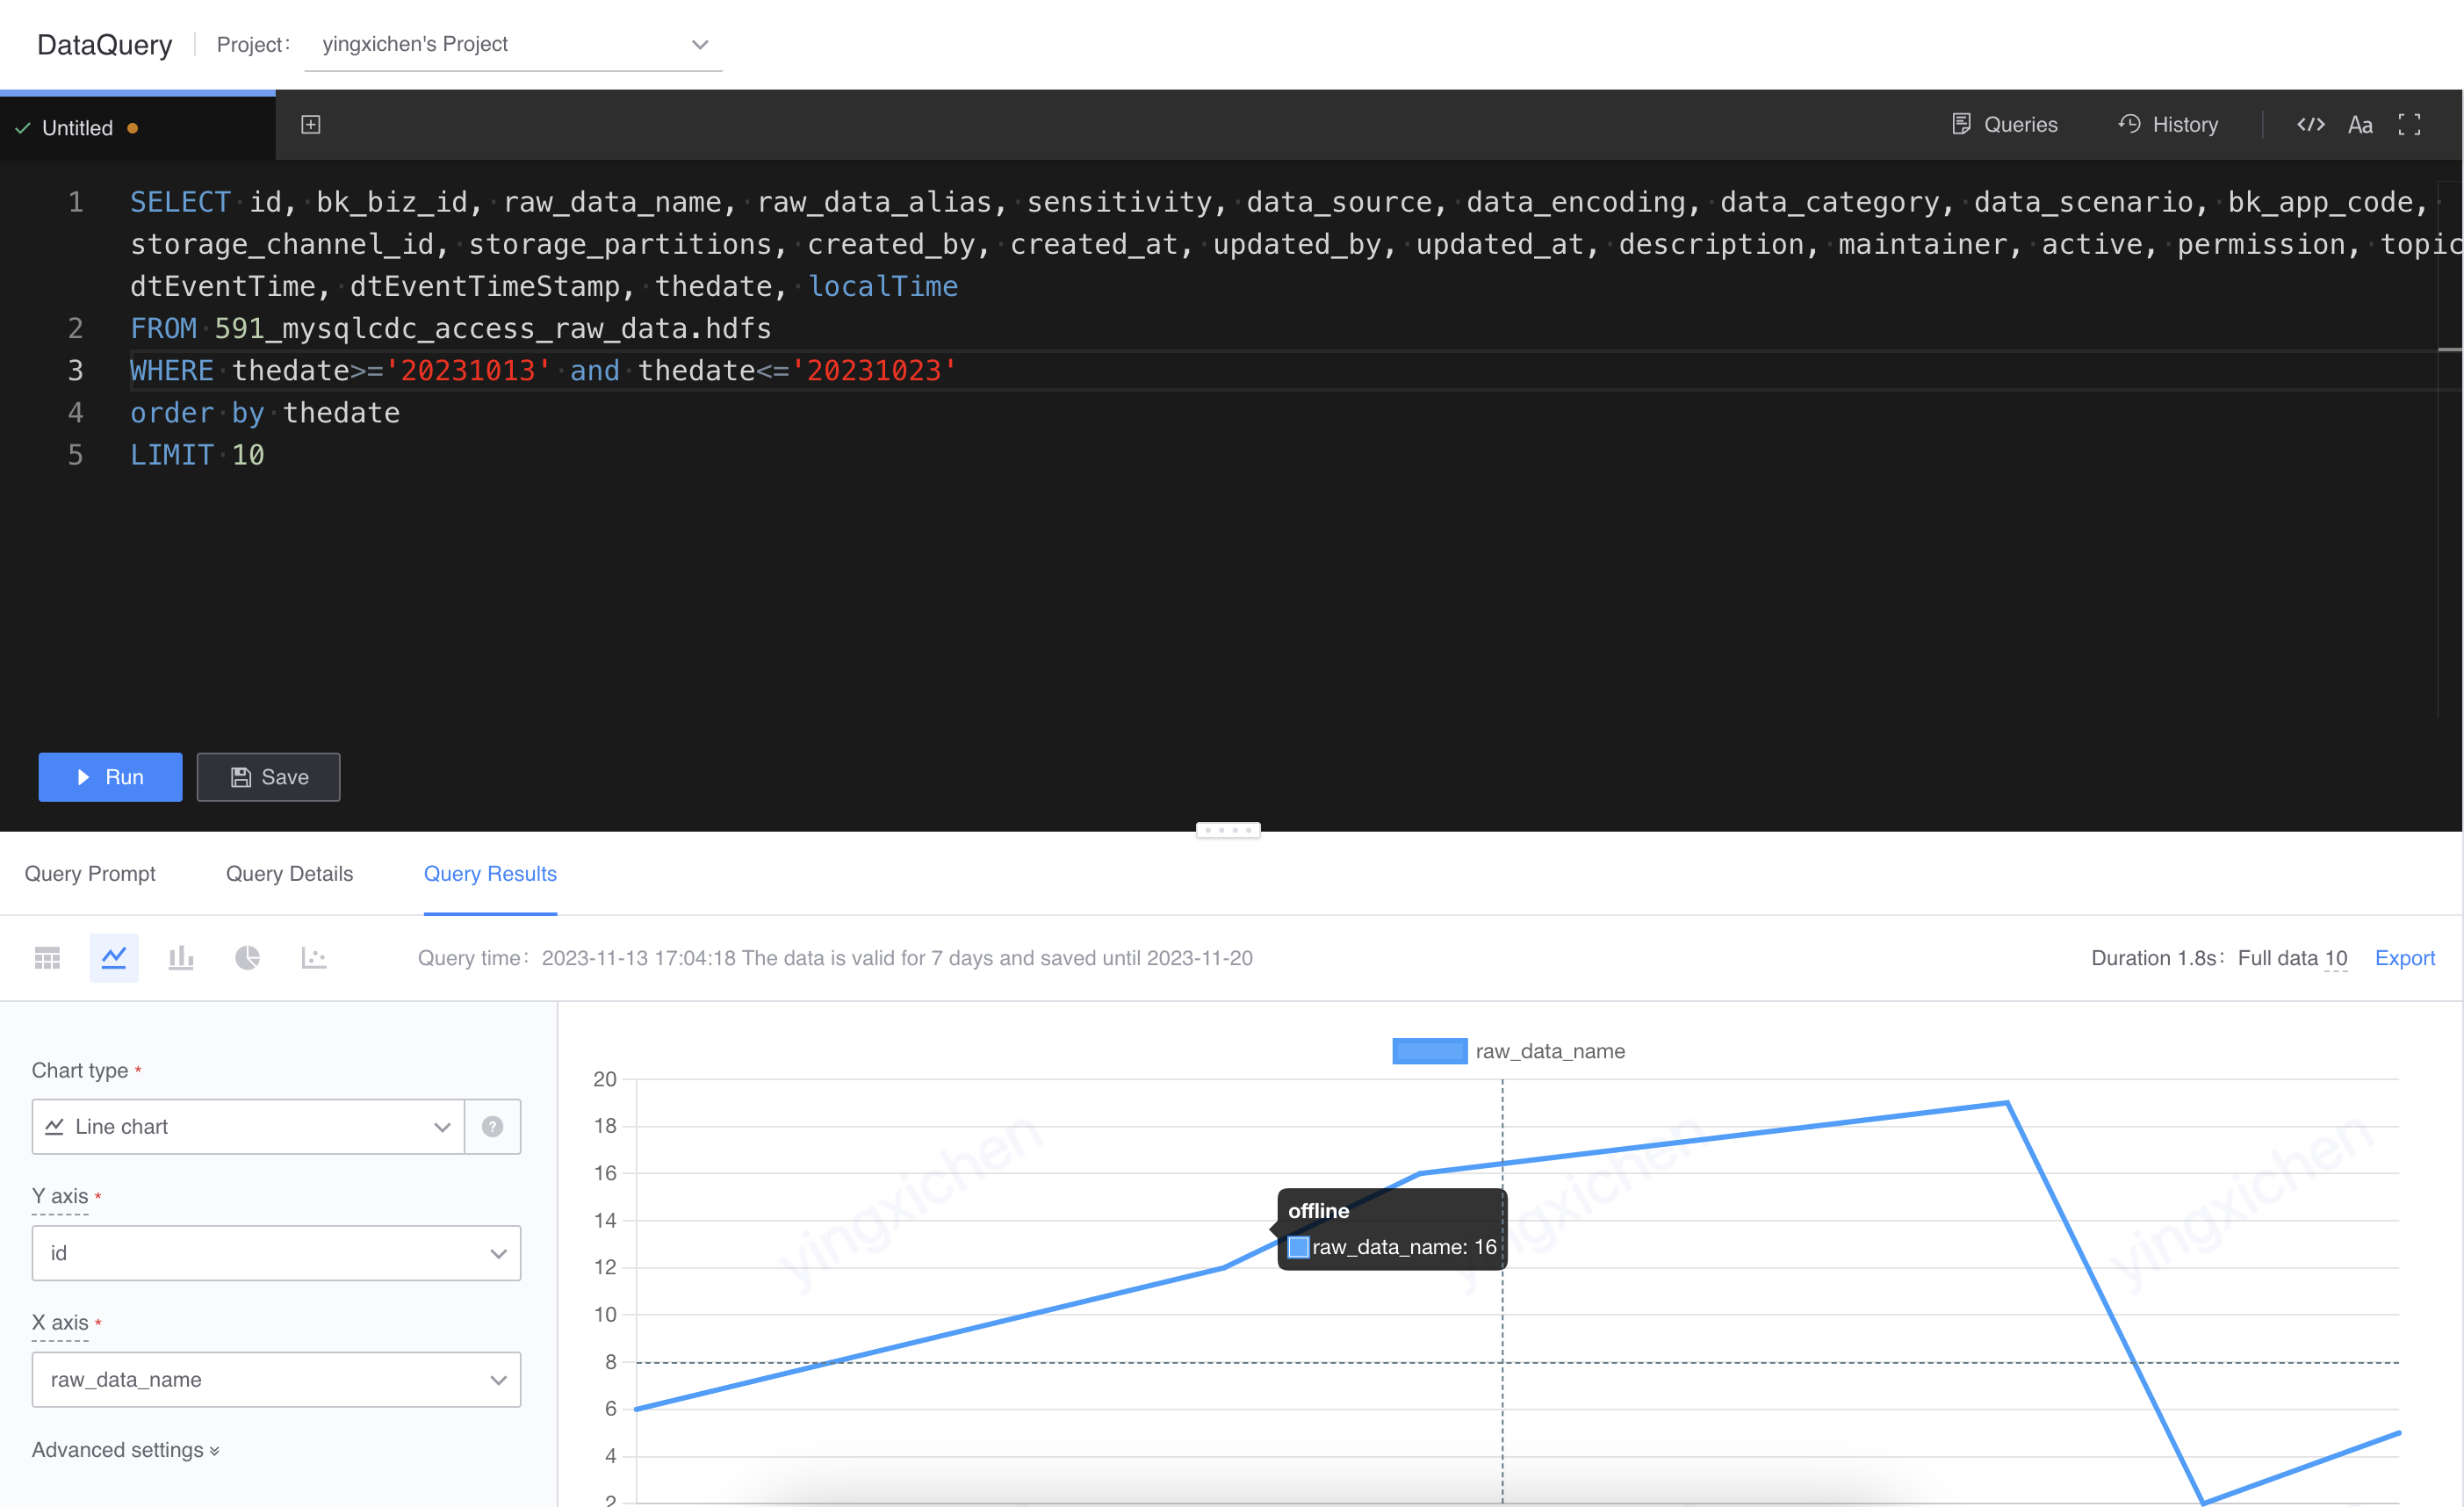 DataQuery Project： yingxichen's Project
Untitled Queries History </> Aa
1 SELECT id, bk_biz_id, raw_data_name, raw_data_alias, sensitivity, data_source, data_encoding, data_category, data_scenario, bk_app_code,
storage_channel_id, storage_partitions, created_by, created_at, updated_by, updated_at, description, maintainer, active, permission, topic
dtEventTime, dtEventTimeStamp, thedate, localTime
2 FROM 591_mysqlcdc_access_raw_data.hdfs
3 WHERE thedate>='20231013' and thedate<='20231023'
4 order by thedate
5 LIMIT 10
Run Save
Query Prompt Query Details Query Results
Query time： 2023-11-13 17:04:18 The data is valid for 7 days and saved until 2023-11-20 Duration 1.8s： Full data 10 Export
Chart type *
Line chart ?
Y axis *
id
X axis *
raw_data_name
Advanced settings
raw_data_name
20
18
16
14
12
10
8
6
4
2
offline
raw_data_name: 16
yingxichen
yingxichen
yingxichen